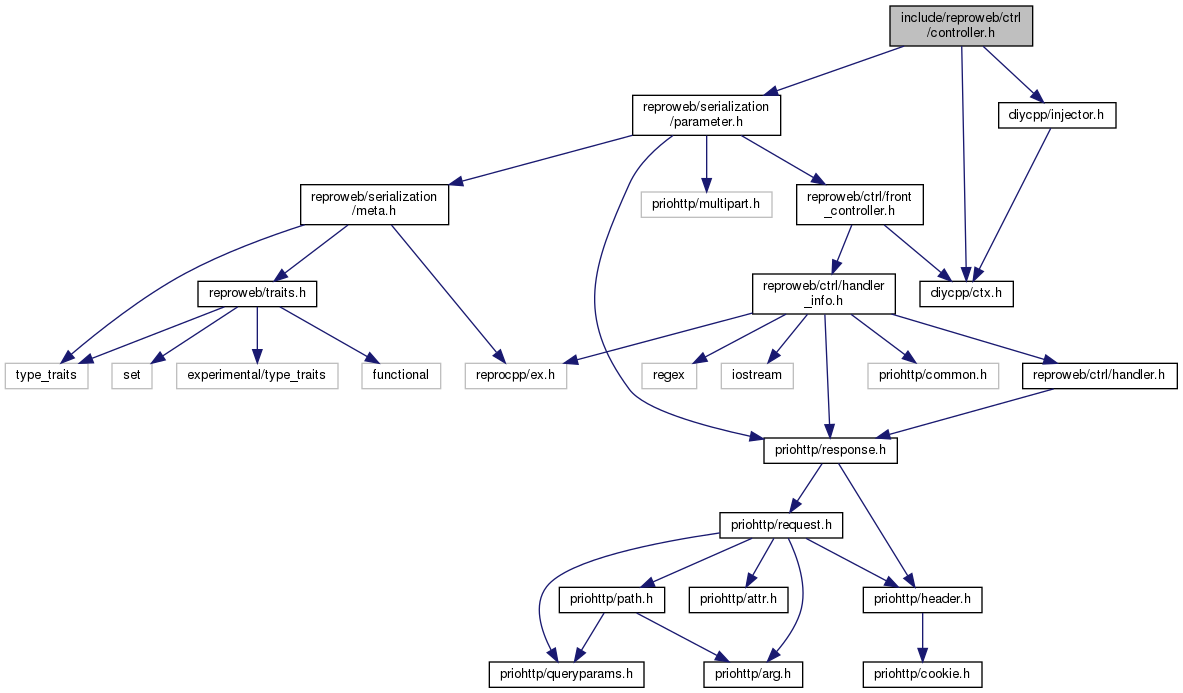 include/reproweb/ctrl
/controller.h
reproweb/serialization
/parameter.h
diycpp/injector.h
reproweb/serialization
/meta.h
priohttp/multipart.h
reproweb/ctrl/front
_controller.h
reproweb/traits.h
reproweb/ctrl/handler
_info.h
diycpp/ctx.h
type_traits
set
experimental/type_traits
functional
reprocpp/ex.h
regex
iostream
priohttp/common.h
reproweb/ctrl/handler.h
priohttp/response.h
priohttp/request.h
priohttp/path.h
priohttp/attr.h
priohttp/header.h
priohttp/queryparams.h
priohttp/arg.h
priohttp/cookie.h